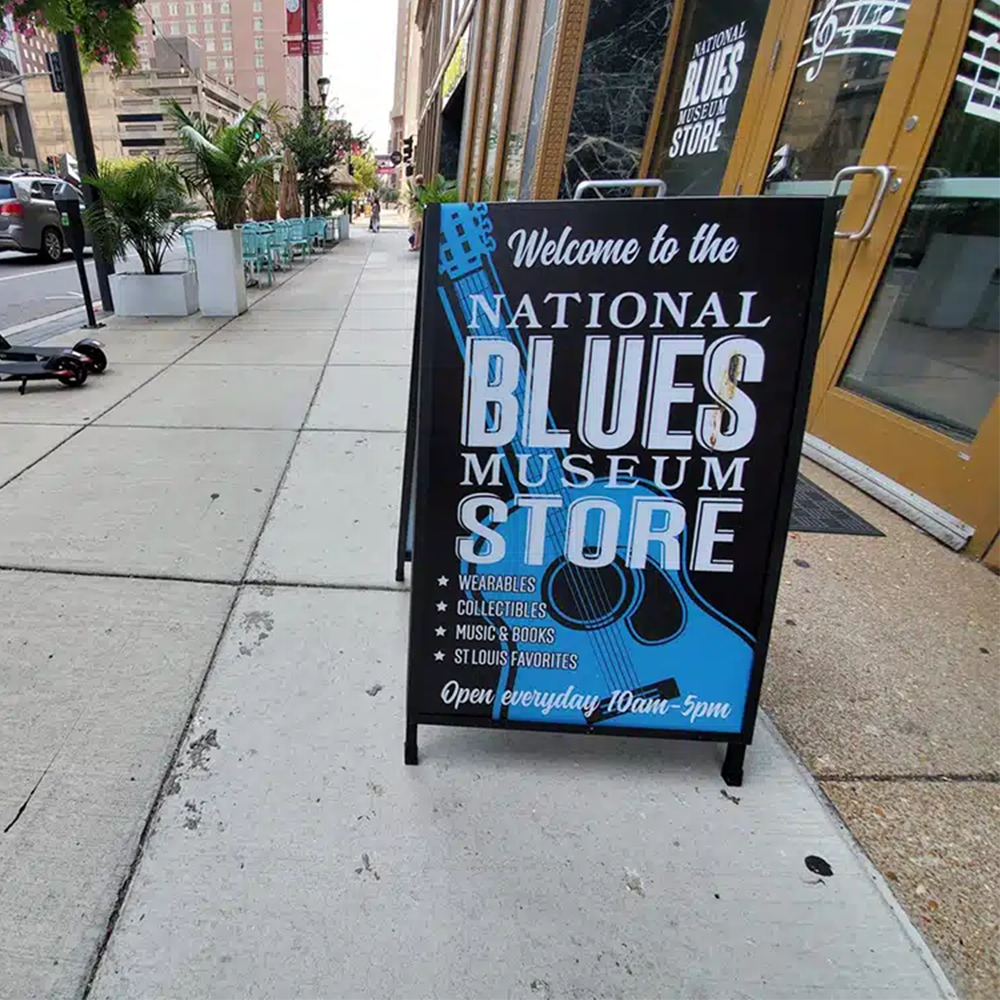 NATIONAL
BLUES
MUSEUM
STORE
Welcome to the
NATIONAL
BLUES
MUSEUM
STORE
★ WEARABLES
★ COLLECTIBLES
★ MUSIC & BOOKS
★ ST LOUIS FAVORITES
Open everyday 10am-5pm